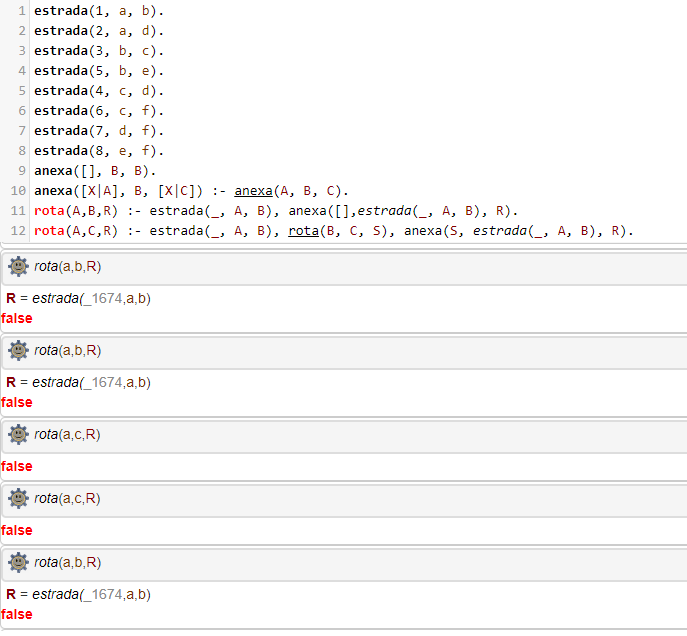 1 estrada(1, a, b).
2 estrada(2, a, d).
3 estrada(3, b, c).
4 estrada(5, b, e).
5 estrada(4, c, d).
6 estrada(6, c, f).
7 estrada(7, d, f).
8 estrada(8, e, f).
9 anexa([], B, B).
10 anexa([X|A], B, [X|C]) :- anexa(A, B, C).
11 rota(A,B,R) :- estrada(_, A, B), anexa([],estrada(_, A, B), R).
12 rota(A,C,R) :- estrada(_, A, B), rota(B, C, S), anexa(S, estrada(_, A, B), R).
rota(a,b,R)
R = estrada(_1674,a,b)
false
rota(a,b,R)
R = estrada(_1674,a,b)
false
rota(a,c,R)
false
rota(a,c,R)
false
rota(a,b,R)
R = estrada(_1674,a,b)
false